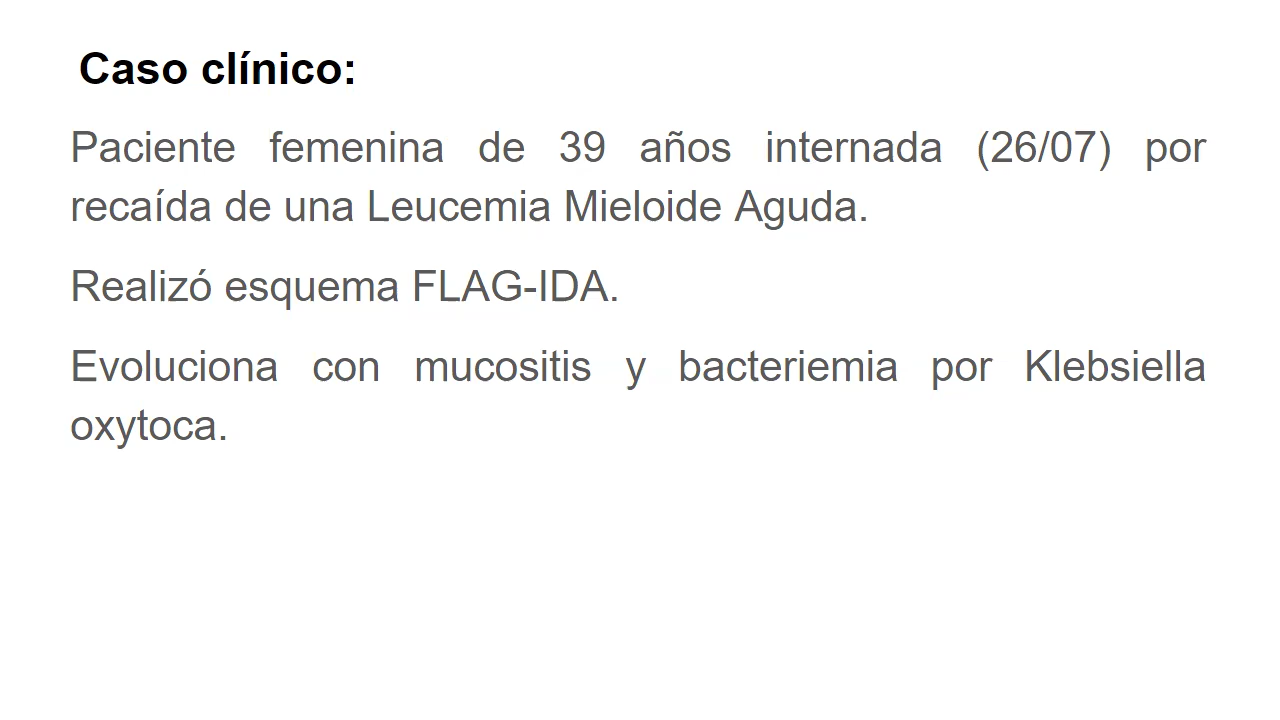 Caso clínico:
Paciente femenina de 39 años internada (26/07) por
recaída de una Leucemia Mieloide Aguda.
Realizó esquema FLAG-IDA.
Evoluciona con mucositis y bacteriemia por Klebsiella
oxytoca.